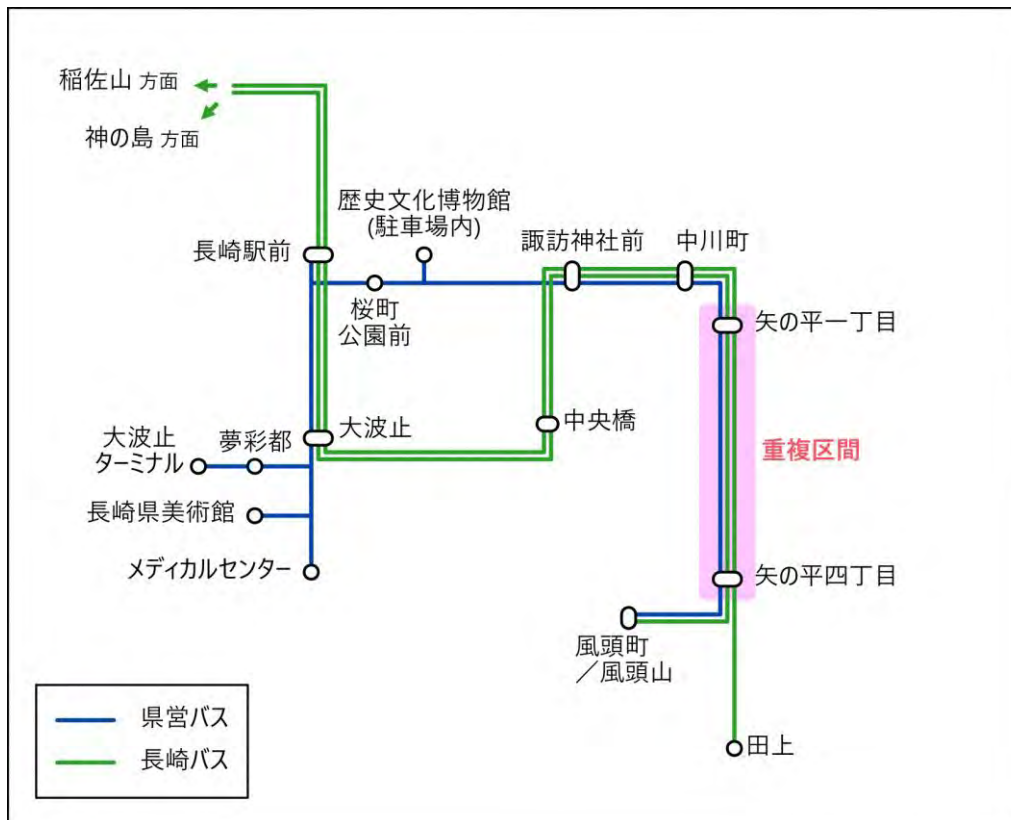 稲佐山 方面
神の島 方面
歴史文化博物館
(駐車場内)
長崎駅前
諏訪神社前
中川町
桜町
公園前
矢の平一丁目
大波止
ターミナル
夢彩都
大波止
中央橋
重複区間
長崎県美術館
メディカルセンター
矢の平四丁目
風頭町
／風頭山
県営バス
長崎バス
田上